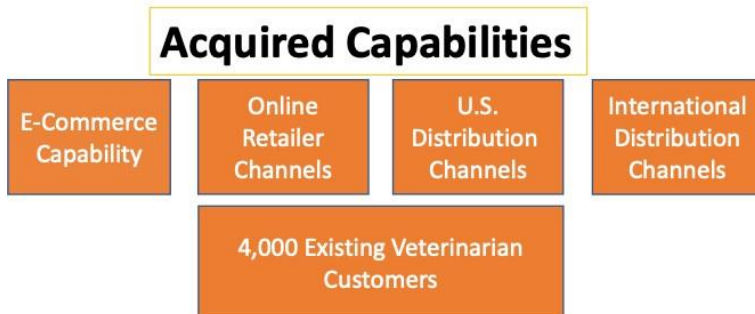 Acquired Capabilities
E-Commerce
Capability
Online
Retailer
Channels
U.S.
Distribution
Channels
International
Distribution
Channels
4,000 Existing Veterinarian
Customers